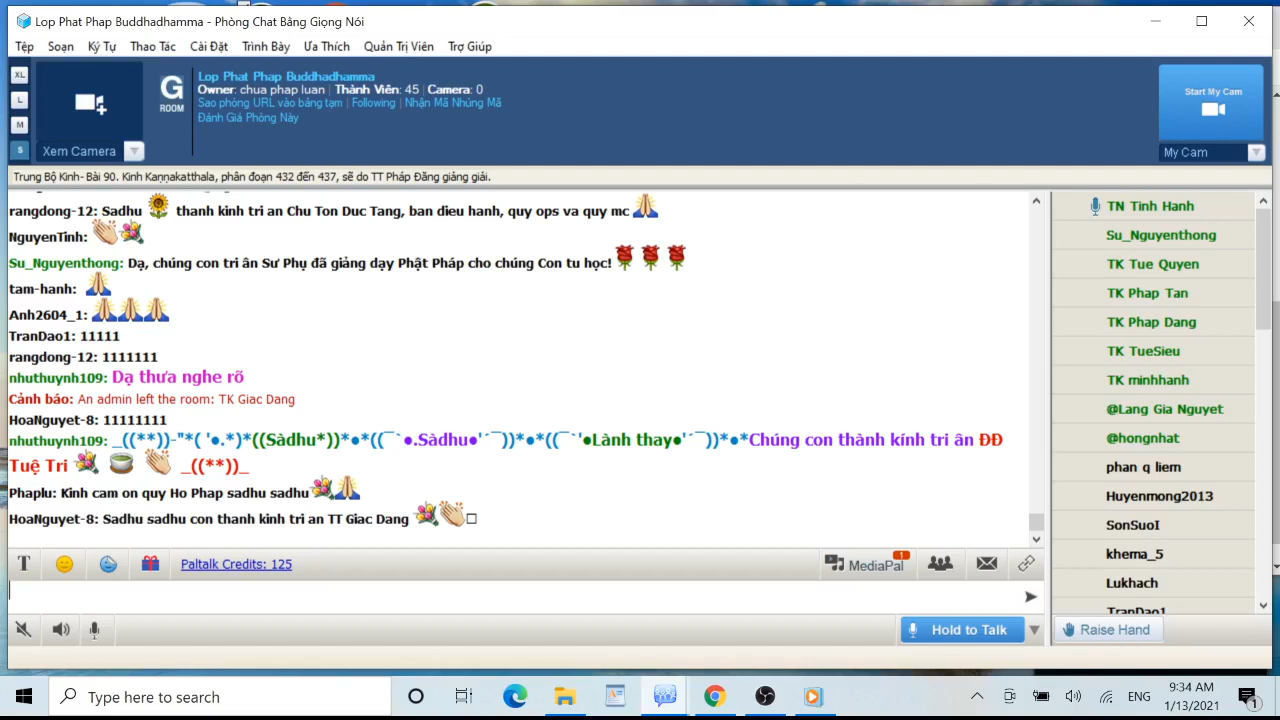 Lop Phat Phap Buddhadhamma - Phòng Chat Bằng Giọng Nói
Tệp Soạn Ký Tự Thao Tác Cài Đặt Trình Bày Ưa Thích Quản Trị Viên Trợ Giúp
XL
L
M
S
Xem Camera
G
ROOM
Lop Phat Phap Buddhadhamma
Owner: chua phap luan | Thành Viên: 45 | Camera: 0
Sao phỏng URL vào bảng tạm | Following | Nhận Mã Nhúng Mã
Đánh Giá Phòng Này
Start My Cam
My Cam
Trung Bộ Kinh- Bài 90. Kinh Kaṇṇakatthala, phân đoạn 432 đến 437, sẽ do TT Pháp Đăng giảng giải.
rangdong-12: Sadhu thanh kinh tri an Chu Ton Duc Tang, ban dieu hanh, quy ops va quy mc
NguyenTinh:
Su_Nguyenthong: Dạ, chúng con tri ân Sư Phụ đã giảng dạy Phật Pháp cho chúng Con tu học!
tam-hanh:
Anh2604_1:
TranDao1: 11111
rangdong-12: 1111111
nhuthuynh109: Dạ thưa nghe rõ
Cảnh báo: An admin left the room: TK Giac Dang
HoaNguyet-8: 11111111
nhuthuynh109: _((**))-"*( '●.*)*((Sàdhu*))*●*((¯`●.Sàdhu●'´¯))*●*((¯`'●Lành thay●'´¯))*●*Chúng con thành kính tri ân ĐĐ
Tuệ Tri _((**))_
Phaplu: Kinh cam on quy Ho Phap sadhu sadhu
HoaNguyet-8: Sadhu sadhu con thanh kinh tri an TT Giac Dang
TN Tinh Hanh
Su_Nguyenthong
TK Tue Quyen
TK Phap Tan
TK Phap Dang
TK TueSieu
TK minhhanh
@Lang Gia Nguyet
@hongnhat
phan q liem
Huyenmong2013
SonSuoI
khema_5
Lukhach
TranDao1
T
Paltalk Credits: 125
MediaPal
1
Hold to Talk
Raise Hand
Type here to search
ENG
9:34 AM
1/13/2021
1